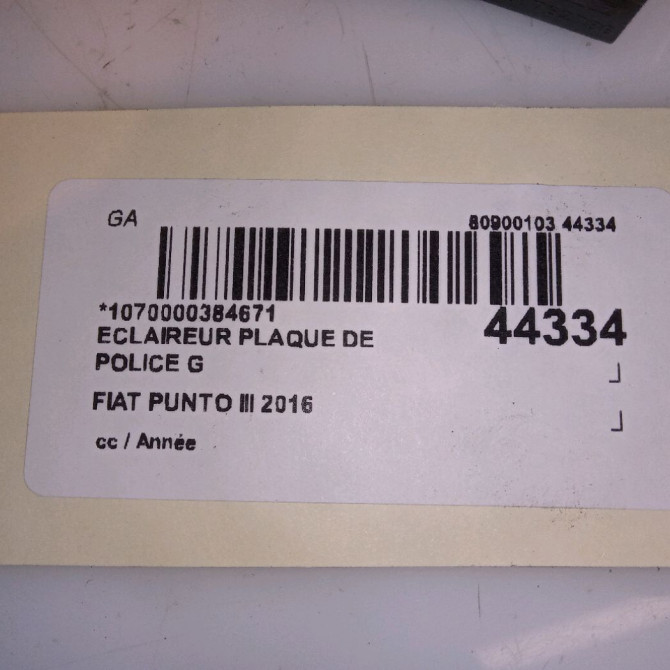 GA
80900103 44334
*1070000384671
44334
ECLAIREUR PLAQUE DE
POLICE G
FIAT PUNTO III 2016
cc / Année